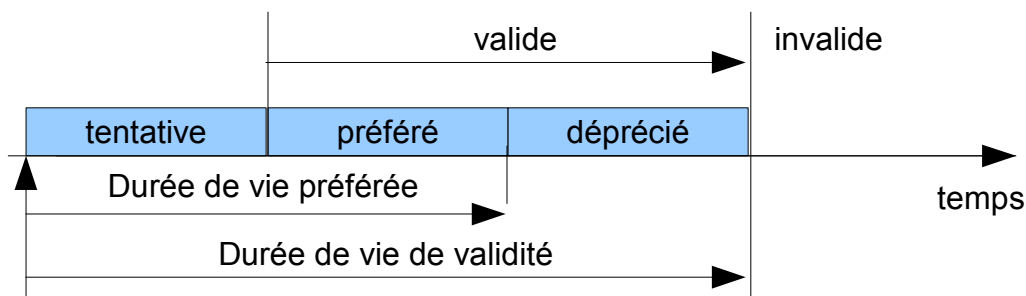 valide
invalide
tentative
préféré
déprécié
Durée de vie préférée
temps
Durée de vie de validité